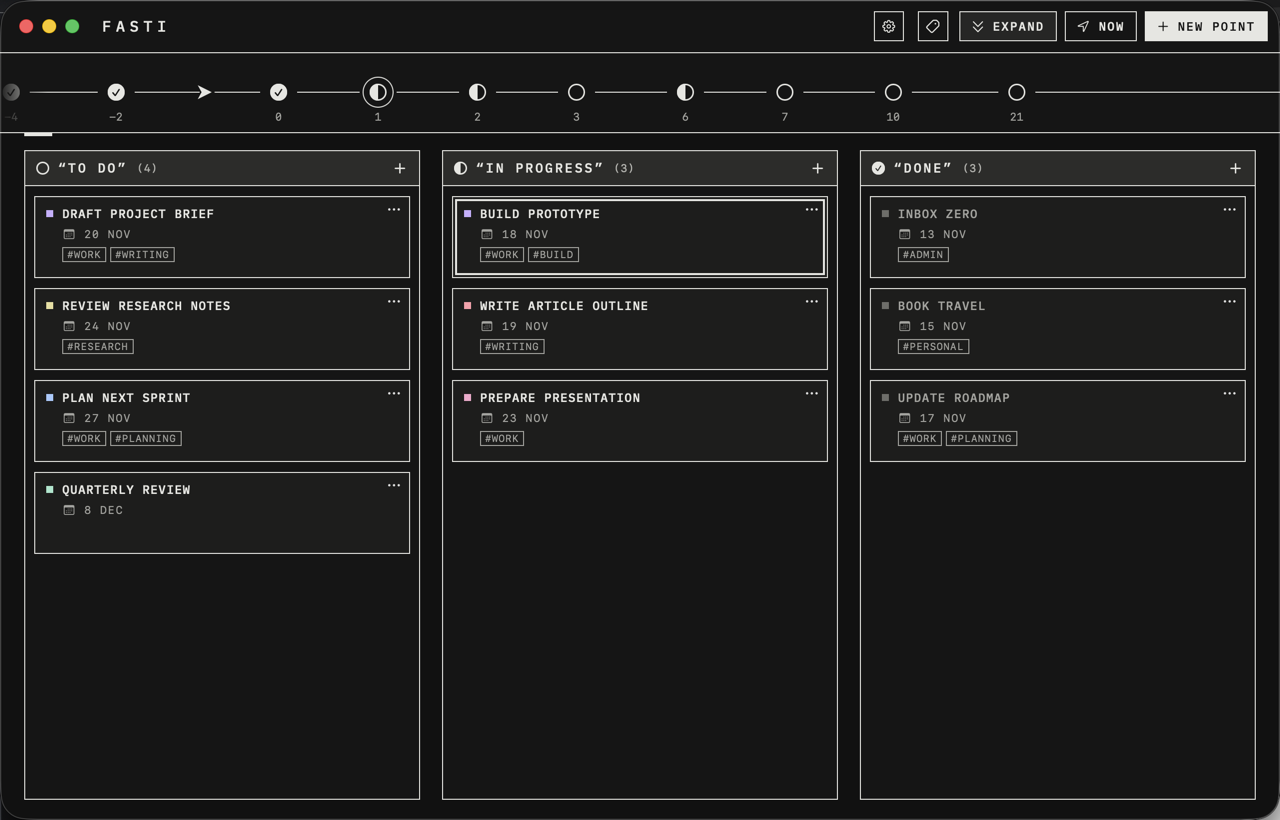 FASTI
EXPAND
NOW
+ NEW POINT
−4
−2
0
1
2
3
6
7
10
21
“TO DO” (4) +
DRAFT PROJECT BRIEF ...
20 NOV
#WORK #WRITING
REVIEW RESEARCH NOTES ...
24 NOV
#RESEARCH
PLAN NEXT SPRINT ...
27 NOV
#WORK #PLANNING
QUARTERLY REVIEW ...
8 DEC
“IN PROGRESS” (3) +
BUILD PROTOTYPE ...
18 NOV
#WORK #BUILD
WRITE ARTICLE OUTLINE ...
19 NOV
#WRITING
PREPARE PRESENTATION ...
23 NOV
#WORK
“DONE” (3) +
INBOX ZERO ...
13 NOV
#ADMIN
BOOK TRAVEL ...
15 NOV
#PERSONAL
UPDATE ROADMAP ...
17 NOV
#WORK #PLANNING